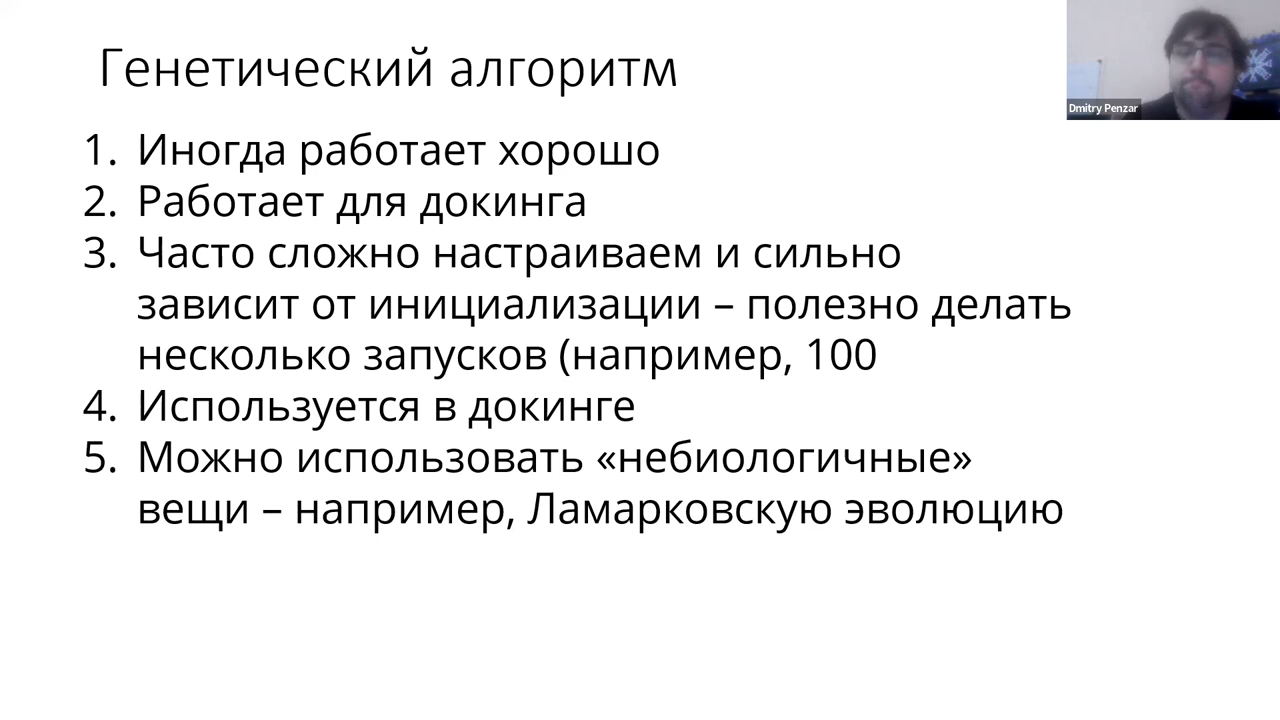 Генетический алгоритм
Dmitry Penzar
1. Иногда работает хорошо
2. Работает для докинга
3. Часто сложно настраиваем и сильно
зависит от инициализации – полезно делать
несколько запусков (например, 100
4. Используется в докинге
5. Можно использовать «небиологичные»
вещи – например, Ламарковскую эволюцию